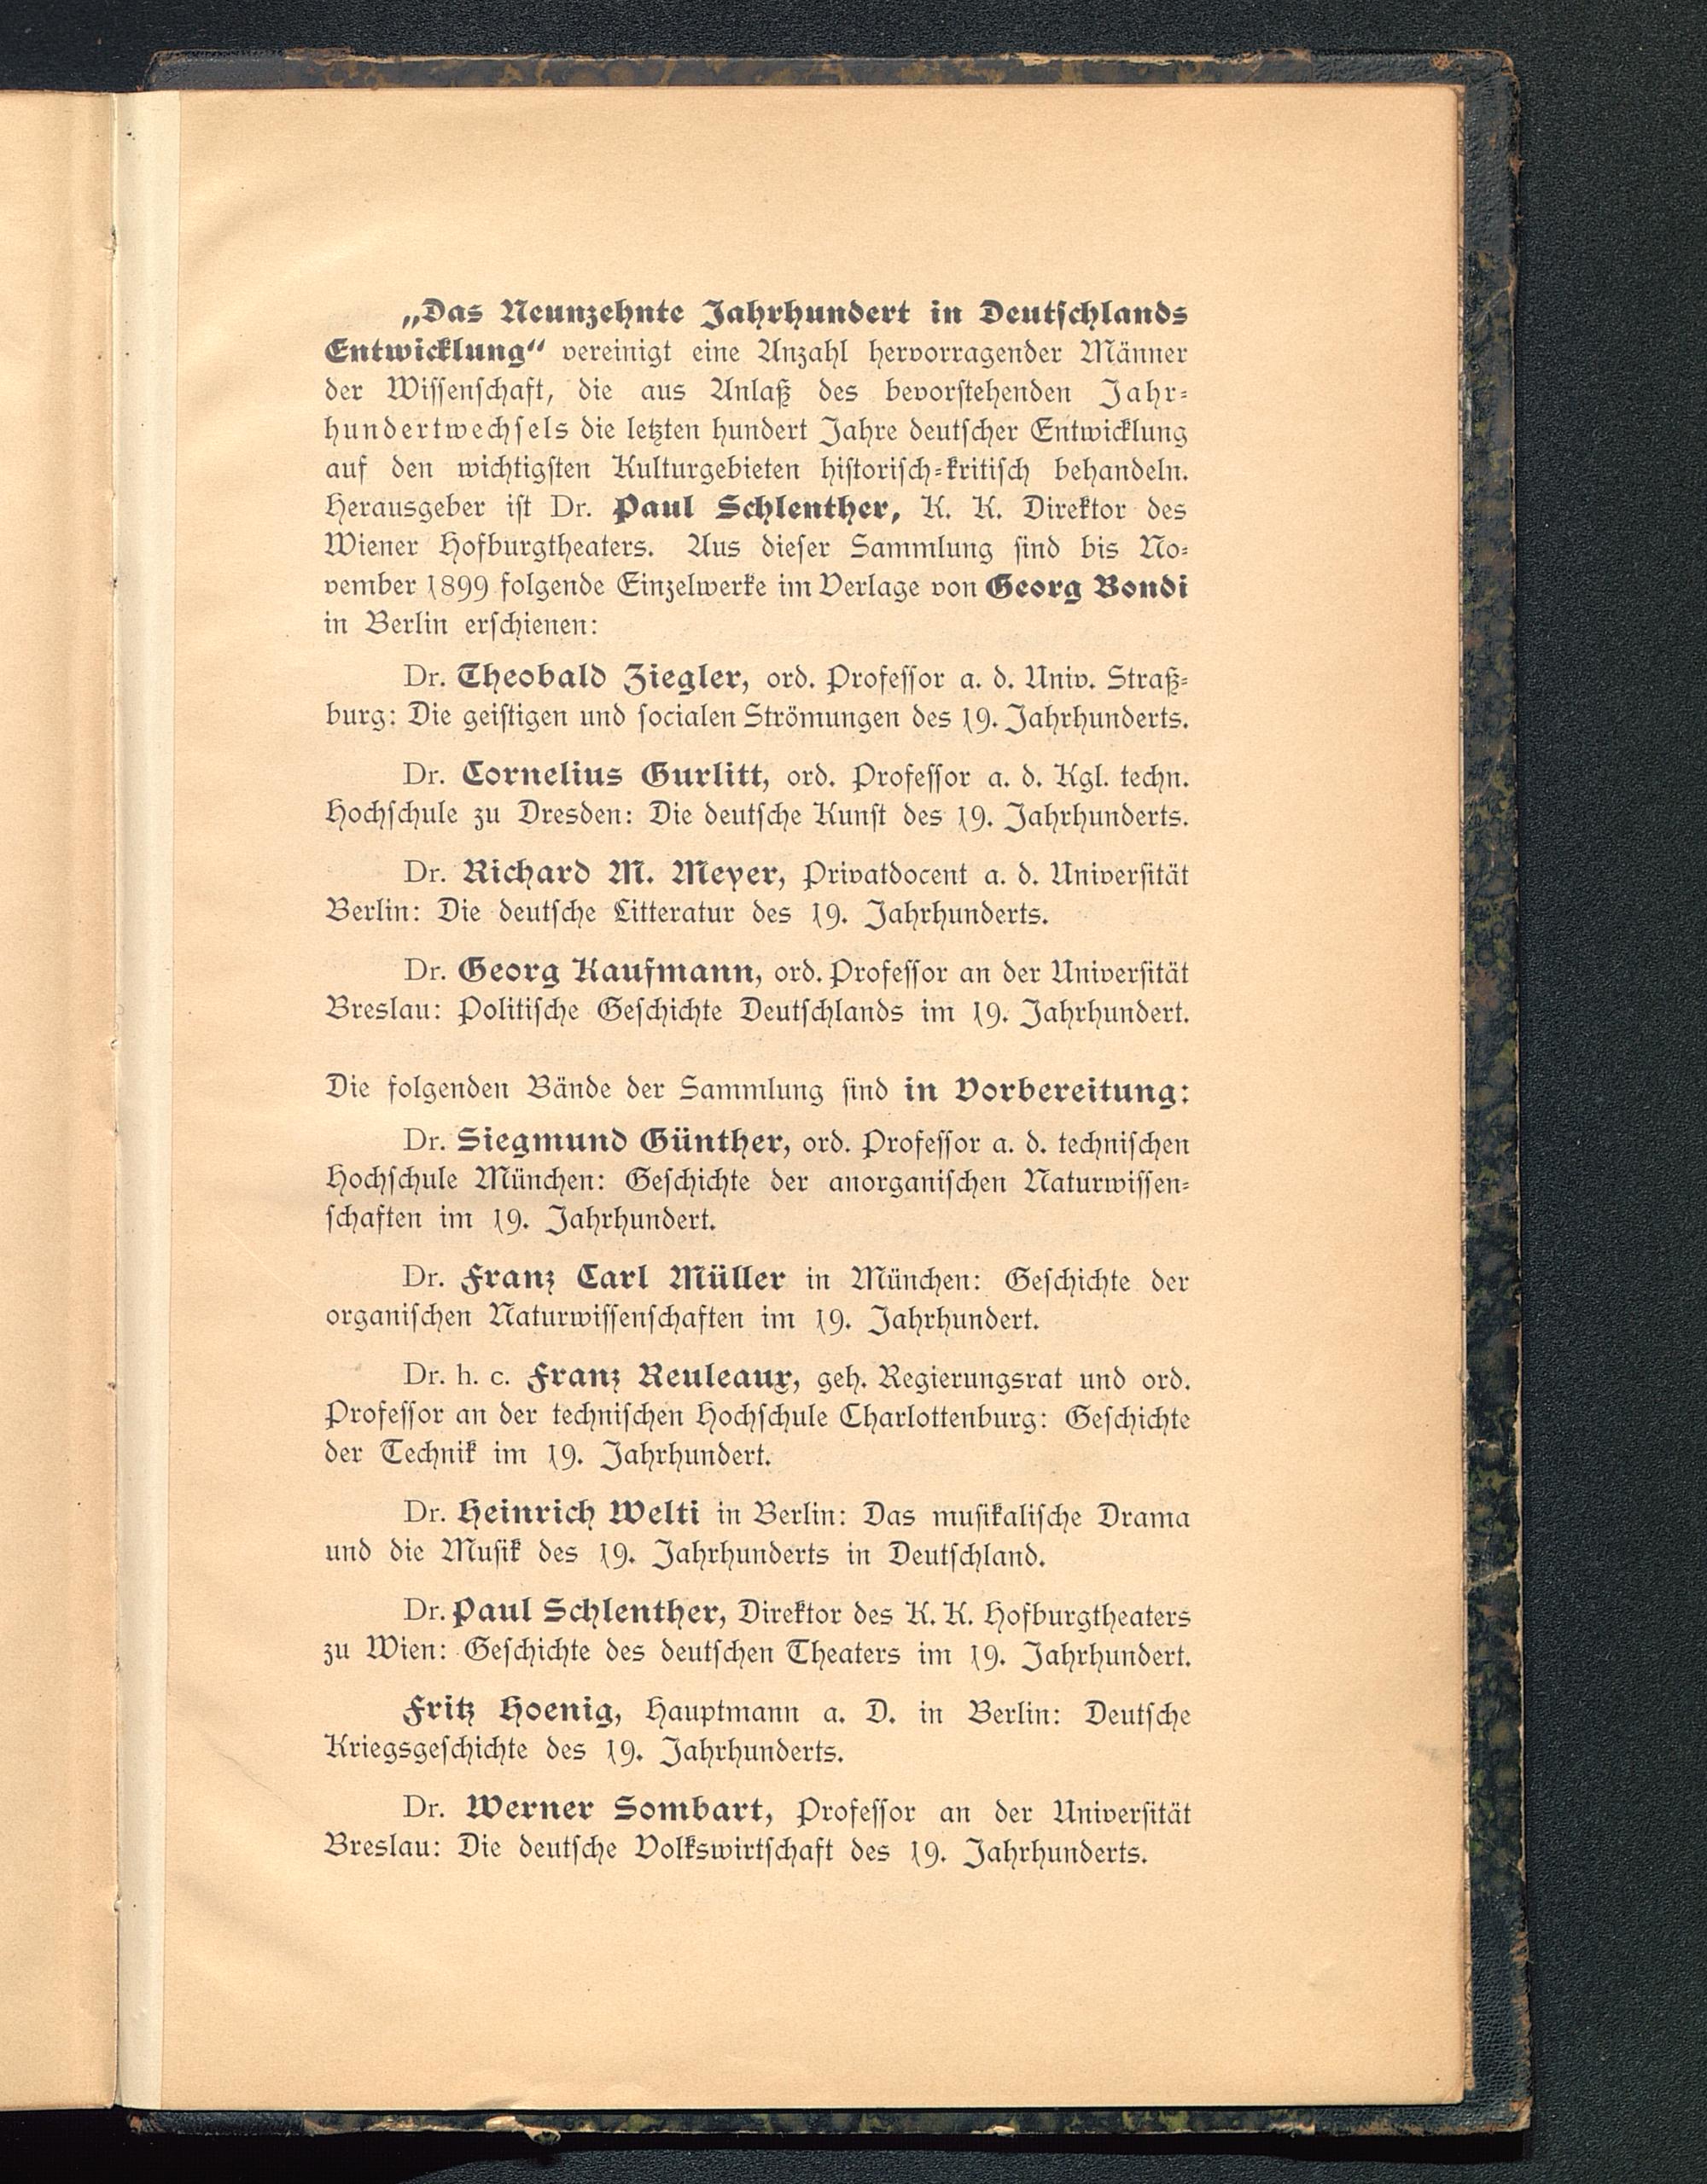 „Das Neunzehnte Jahrhundert in Deutschlands
Entwicklung“ vereinigt eine Anzahl hervorragender Männer
der Wissenschaft, die aus Anlaß des bevorstehenden Jahr-
hundertwechsels die letzten hundert Jahre deutscher Entwicklung
auf den wichtigsten Kulturgebieten historisch-kritisch behandeln.
Herausgeber ist Dr. Paul Schlenther, K. K. Direktor des
Wiener Hofburgtheaters. Aus dieser Sammlung sind bis No-
vember 1899 folgende Einzelwerke im Verlage von Georg Bondi
in Berlin erschienen:
Dr. Theobald Ziegler, ord. Professor a. d. Univ. Straß-
burg: Die geistigen und socialen Strömungen des 19. Jahrhunderts.
Dr. Cornelius Gurlitt, ord. Professor a. d. Kgl. techn.
Hochschule zu Dresden: Die deutsche Kunst des 19. Jahrhunderts.
Dr. Richard M. Meyer, Privatdocent a. d. Universität
Berlin: Die deutsche Litteratur des 19. Jahrhunderts.
Dr. Georg Kaufmann, ord. Professor an der Universität
Breslau: Politische Geschichte Deutschlands im 19. Jahrhundert.
Die folgenden Bände der Sammlung sind in Vorbereitung:
Dr. Siegmund Günther, ord. Professor a. d. technischen
Hochschule München: Geschichte der anorganischen Naturwissen-
schaften im 19. Jahrhundert.
Dr. Franz Carl Müller in München: Geschichte der
organischen Naturwissenschaften im 19. Jahrhundert.
Dr. h. c. Franz Reuleaux, geh. Regierungsrat und ord.
Professor an der technischen Hochschule Charlottenburg: Geschichte
der Technik im 19. Jahrhundert.
Dr. Heinrich Welti in Berlin: Das musikalische Drama
und die Musik des 19. Jahrhunderts in Deutschland.
Dr. Paul Schlenther, Direktor des K. K. Hofburgtheaters
zu Wien: Geschichte des deutschen Theaters im 19. Jahrhundert.
Fritz Hoenig, Hauptmann a. D. in Berlin: Deutsche
Kriegsgeschichte des 19. Jahrhunderts.
Dr. Werner Sombart, Professor an der Universität
Breslau: Die deutsche Volkswirtschaft des 19. Jahrhunderts.